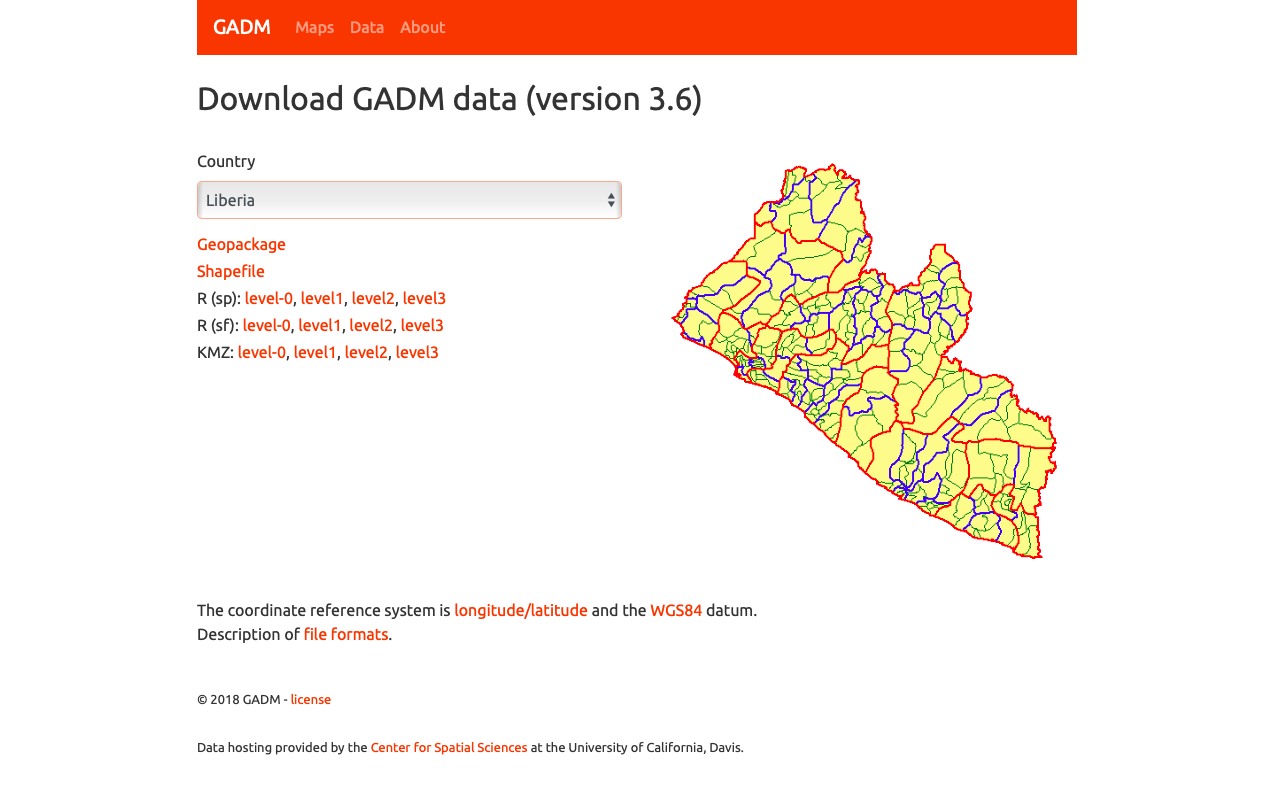 GADM Maps Data About
Download GADM data (version 3.6)
Country
Liberia
Geopackage
Shapefile
R (sp): level-0, level1, level2, level3
R (sf): level-0, level1, level2, level3
KMZ: level-0, level1, level2, level3
The coordinate reference system is longitude/latitude and the WGS84 datum.
Description of file formats.
© 2018 GADM - license
Data hosting provided by the Center for Spatial Sciences at the University of California, Davis.